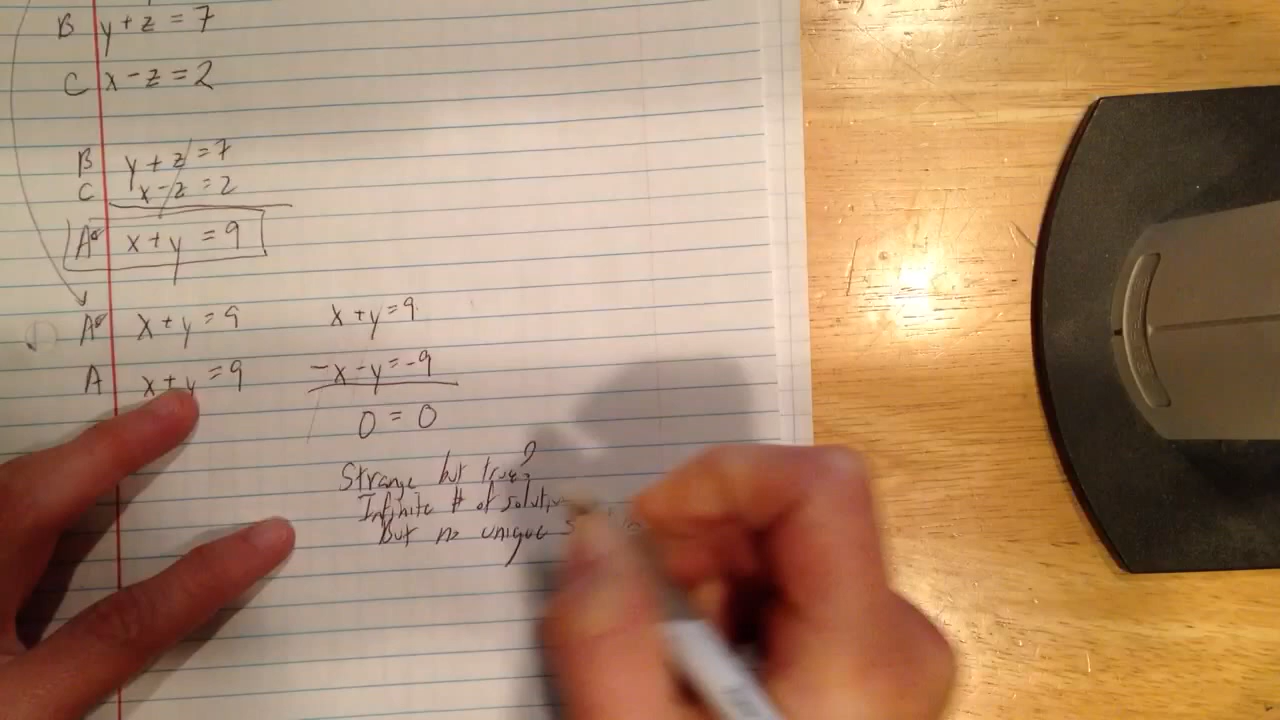 B y + z = 7
C x - z = 2
B y + z = 7
C x - z = 2
x + y = 9
x + y = 9 x + y = 9
A x + y = 9 -x - y = -9
0 = 0
Strange but true?
Infinite # of
But no unique